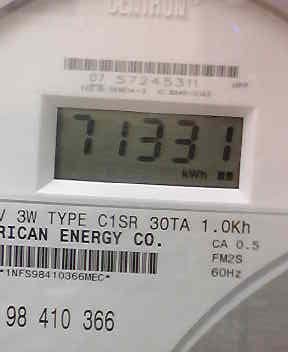 CENTRON
07 57245311
71331
kWh
V 3W TYPE C1SR 30TA 1.0Kh
RICAN ENERGY CO.
CA 0.5
FM2S
60Hz
*1NFS98410366MEC*
98 410 366